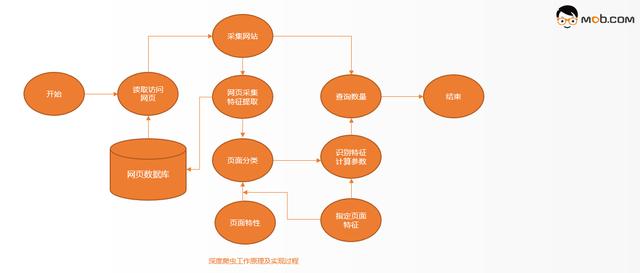 mob.com
采集网站
开始
读取访问
网页
网页采集
特征提取
查询数量
结束
网页数据库
页面分类
识别特征
计算参数
页面特性
指定页面
特征
深度爬虫工作原理及实现过程